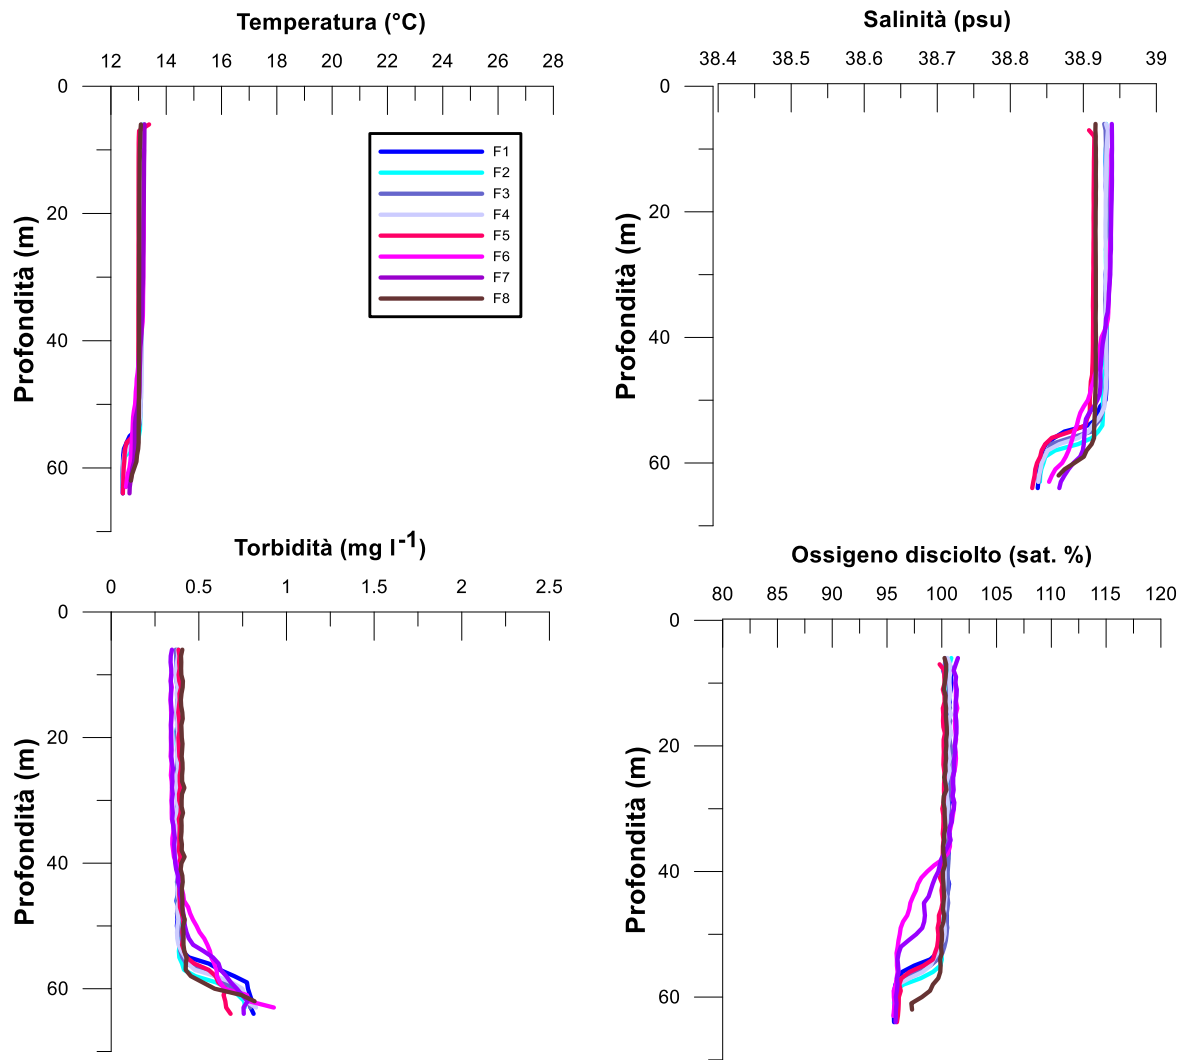 Temperatura (°C)
12 14 16 18 20 22 24 26 28
0
20
40
60
Profondità (m)
F1
F2
F3
F4
F5
F6
F7
F8
Salinità (psu)
38.4 38.5 38.6 38.7 38.8 38.9 39
0
20
40
60
Profondità (m)
Torbidità (mg l-1)
0 0.5 1 1.5 2 2.5
0
20
40
60
Profondità (m)
Ossigeno disciolto (sat. %)
80 85 90 95 100 105 110 115 120
0
20
40
60
Profondità (m)